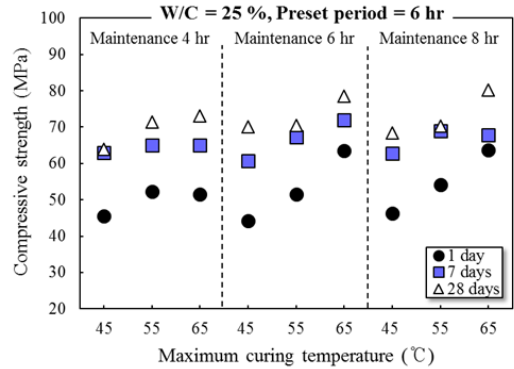 W/C = 25 %, Preset period = 6 hr
Maintenance 4 hr
Maintenance 6 hr
Maintenance 8 hr
Compressive strength (MPa)
100
90
80
70
60
50
40
30
20
1 day
7 days
28 days
45 55 65 45 55 65 45 55 65
Maximum curing temperature (℃)